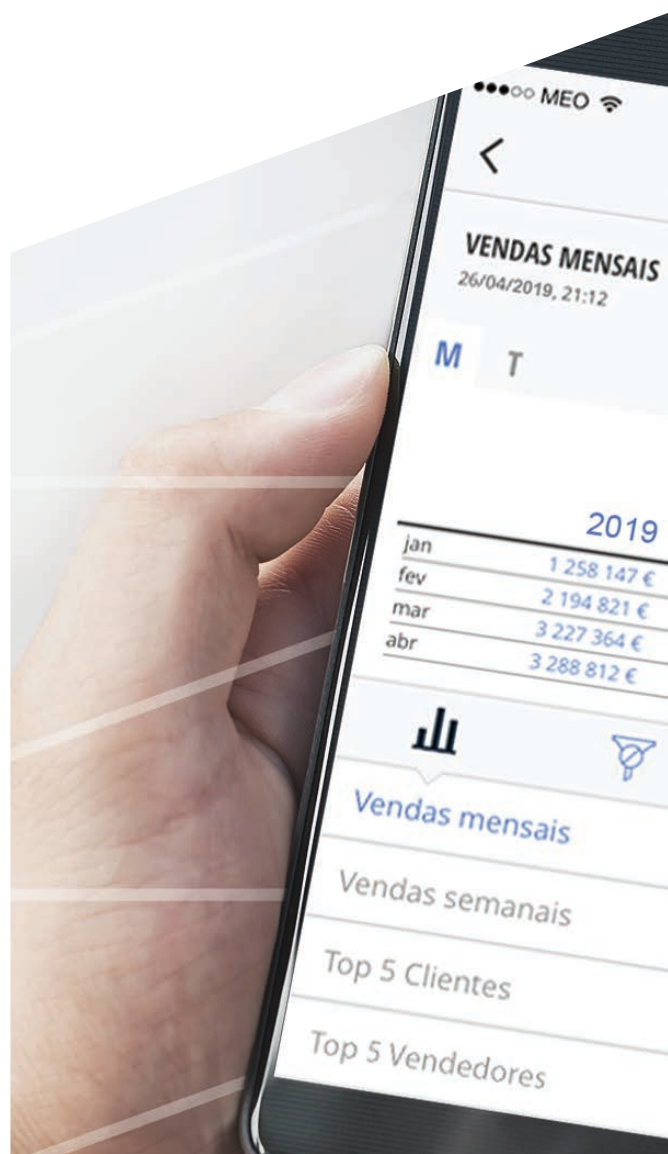 MEO
VENDAS MENSAIS
26/04/2019, 21:12
M T
2019
jan 1 258 147 €
fev 2 194 821 €
mar 3 227 364 €
abr 3 288 812 €
Vendas mensais
Vendas semanais
Top 5 Clientes
Top 5 Vendedores